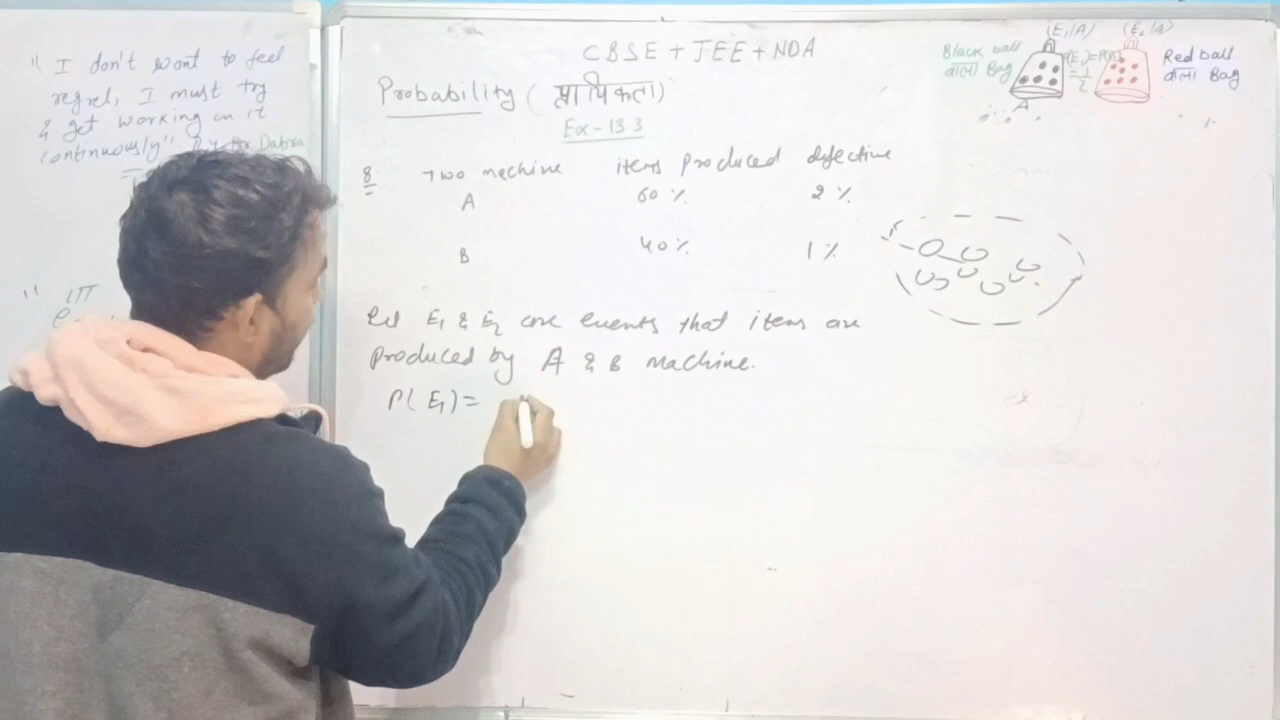 " I don't want to feel
regret, I must try
& get working on it
continuously"
CBSE + JEE + NDA
Probability ( प्रायिकता )
Ex - 13.3
8. Two machine items produced defective
A 60 % 2 %
B 40 % 1 %
Let E₁ & E₂ are events that items are
produced by A & B machine.
P( E₁) =
(E₁/A) (E₂/A)
Black ball
वाला Bag
A
Red ball
वाला Bag